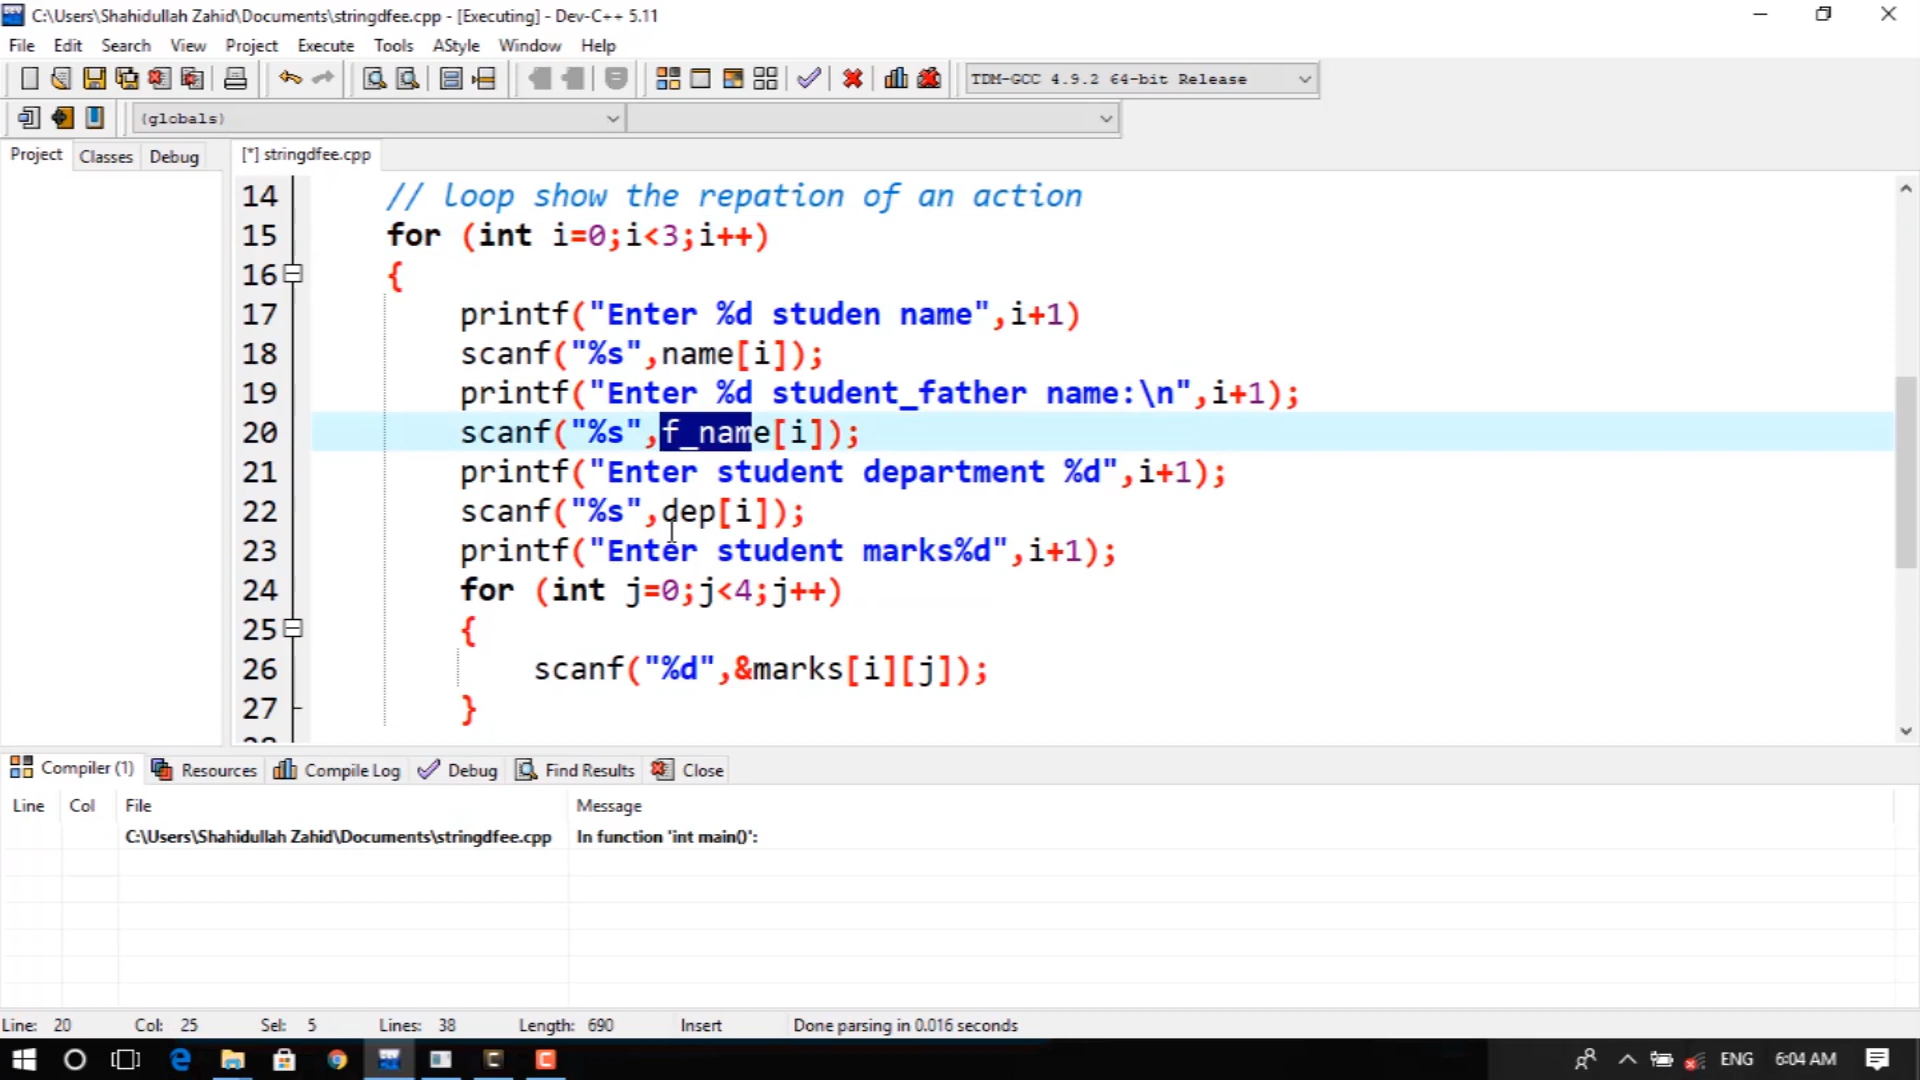 C:\Users\Shahidullah Zahid\Documents\stringdfee.cpp - [Executing] - Dev-C++ 5.11
File Edit Search View Project Execute Tools AStyle Window Help
TDM-GCC 4.9.2 64-bit Release
(globals)
Project Classes Debug [*] stringdfee.cpp
14 // loop show the repation of an action
15 for (int i=0;i<3;i++)
16 {
17 printf("Enter %d studen name",i+1)
18 scanf("%s",name[i]);
19 printf("Enter %d student_father name:\n",i+1);
20 scanf("%s",f_name[i]);
21 printf("Enter student department %d",i+1);
22 scanf("%s",dep[i]);
23 printf("Enter student marks%d",i+1);
24 for (int j=0;j<4;j++)
25 {
26 scanf("%d",&marks[i][j]);
27 }
Compiler (1) Resources Compile Log Debug Find Results Close
Line Col File Message
C:\Users\Shahidullah Zahid\Documents\stringdfee.cpp In function 'int main()':
Line: 20 Col: 25 Sel: 5 Lines: 38 Length: 690 Insert Done parsing in 0.016 seconds
ENG 6:04 AM